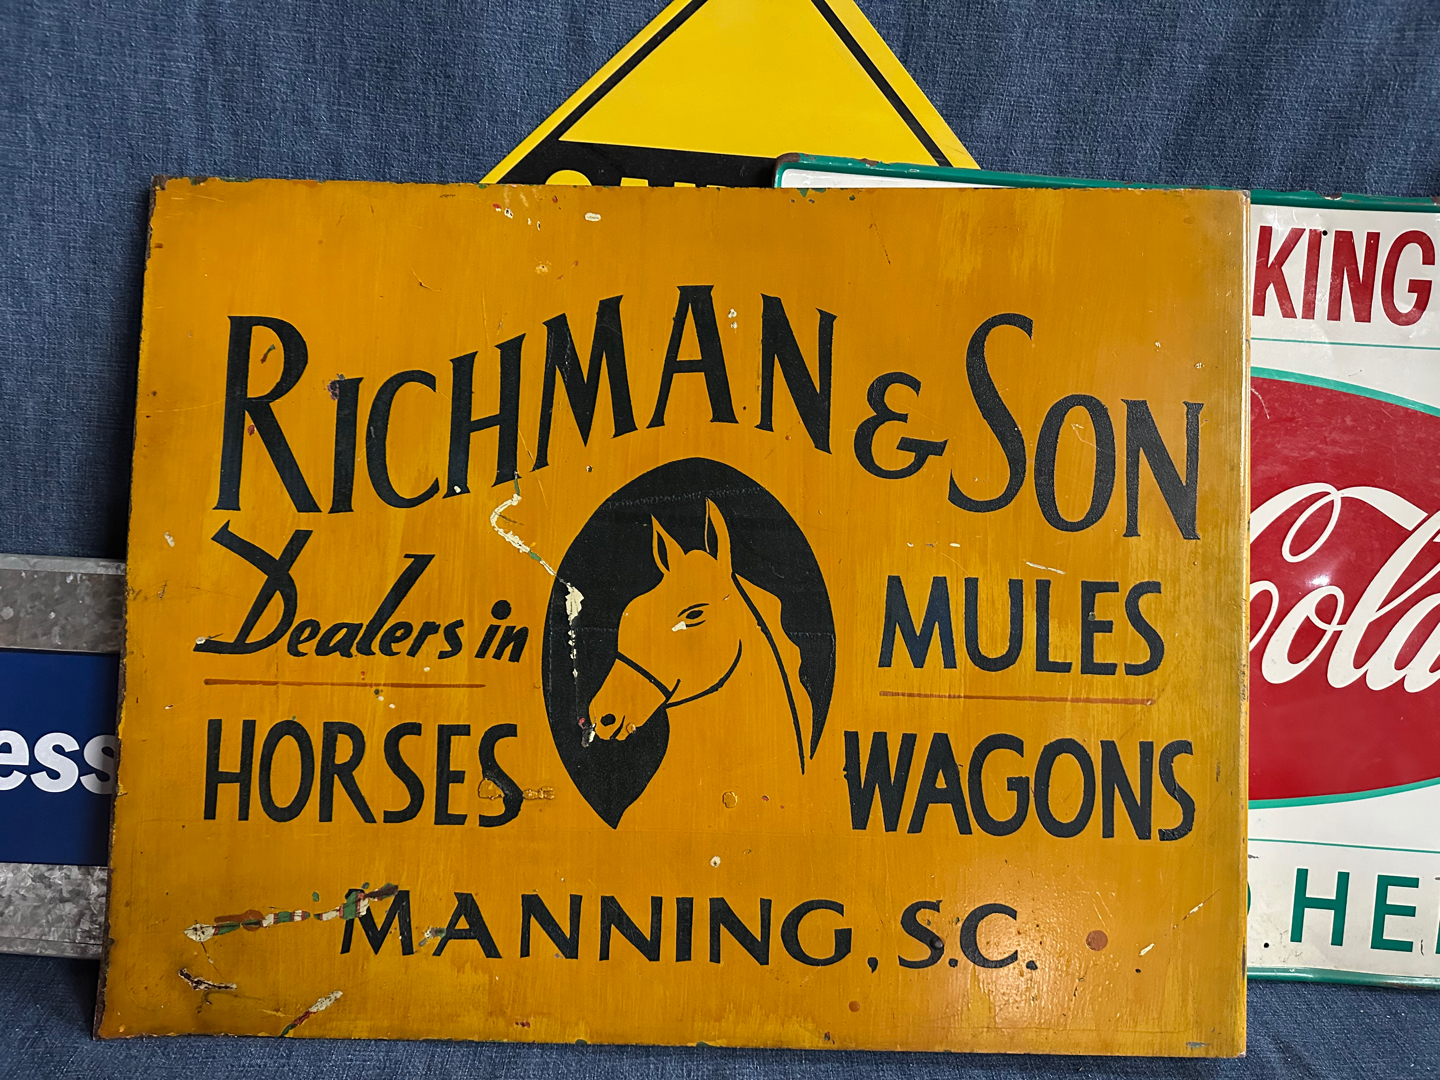 RICHMAN & SON
Dealers in
MULES
HORSES
WAGONS
MANNING, S.C.
KING
Cola
HE
ess